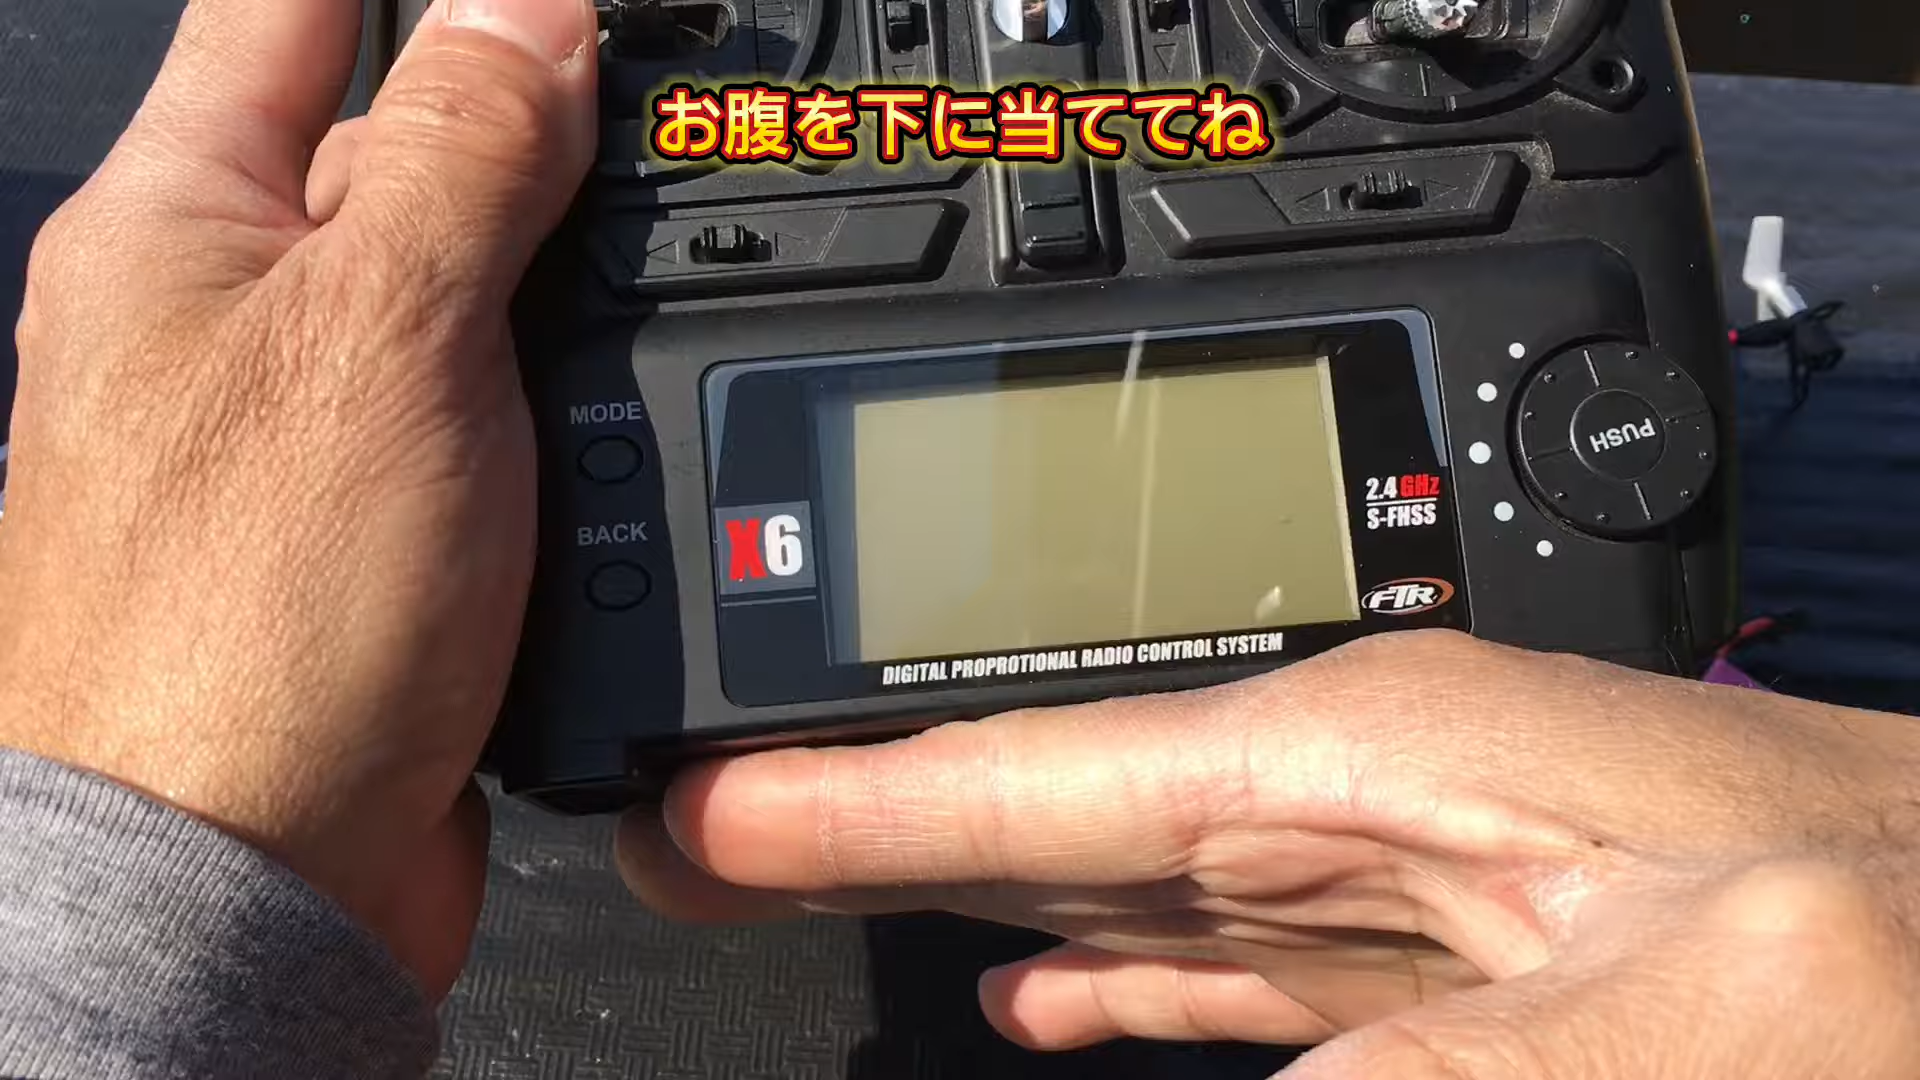 お腹を下に当ててね
MODE
BACK
X6
PUSH
2.4 GHz
S-FHSS
FTR
DIGITAL PROPROTIONAL RADIO CONTROL SYSTEM